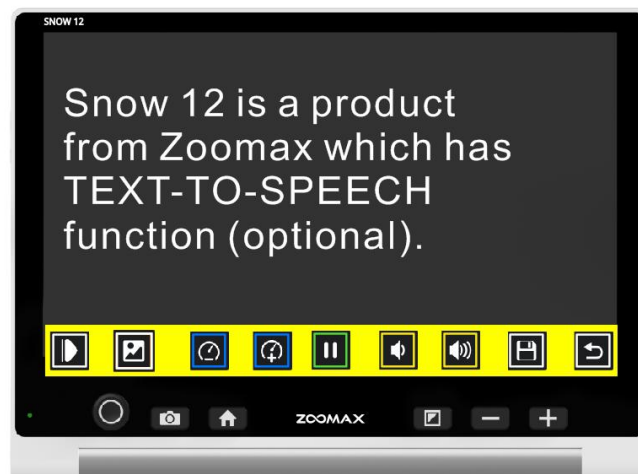 SNOW 12
Snow 12 is a product
from Zoomax which has
TEXT-TO-SPEECH
function (optional).
ZOOMAX